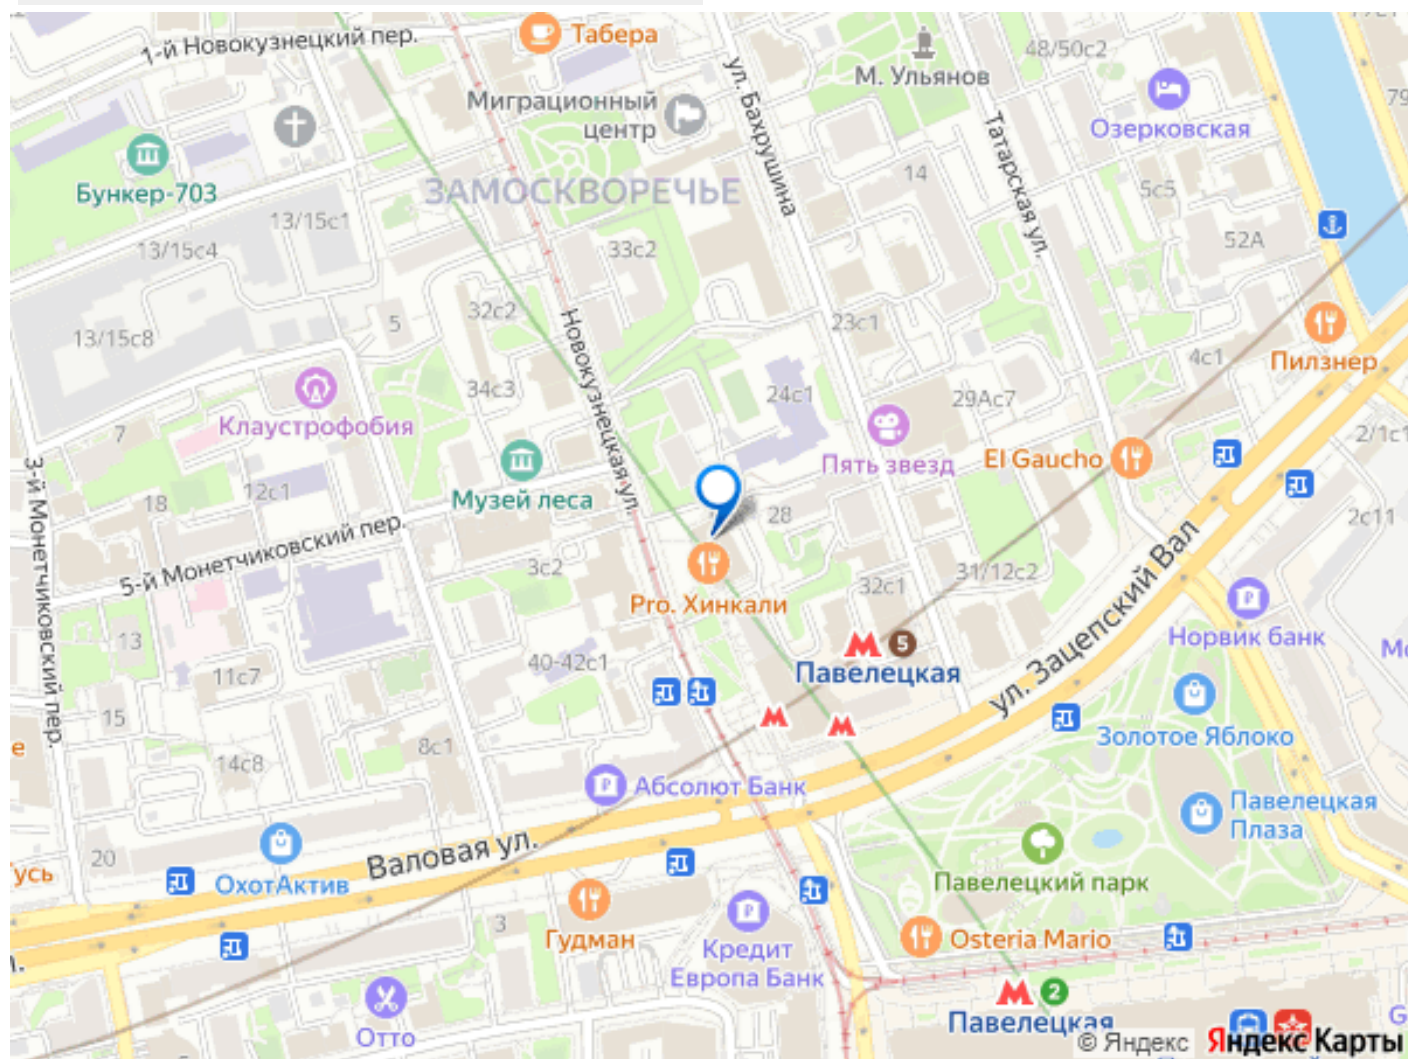 1-й Новокузнецкий пер.
Табера
48/50с2
М. Ульянов
79
Миграционный
центр
ул. Бахрушина
Татарская ул.
Озерковская
Бункер-703
ЗАМОСКВОРЕЧЬЕ
14
5с5
13/15с1
13/15с4
33с2
52А
32с2
5
13/15с8
23с1
4с1
Пилзнер
Новокузнецкая ул.
34с3
24с1
29Ас7
Клаустрофобия
7
2/1с1
Пять звезд
El Gaucho
3-й Монетчиковский пер.
12с1
18
Музей леса
28
2с11
5-й Монетчиковский пер.
3с2
31/12с2
32с1
Pro. Хинкали
ул. Зацепский Вал
Норвик банк
13
11с7
40-42с1
5
Павелецкая
15
8с1
14с8
Золотое Яблоко
Абсолют Банк
Павелецкая
Плаза
20
Валовая ул.
ОхотАктив
Павелецкий парк
3
Гудман
Кредит
Европа Банк
Osteria Mario
2
Павелецкая
Отто
© Яндекс
Яндекс Карты